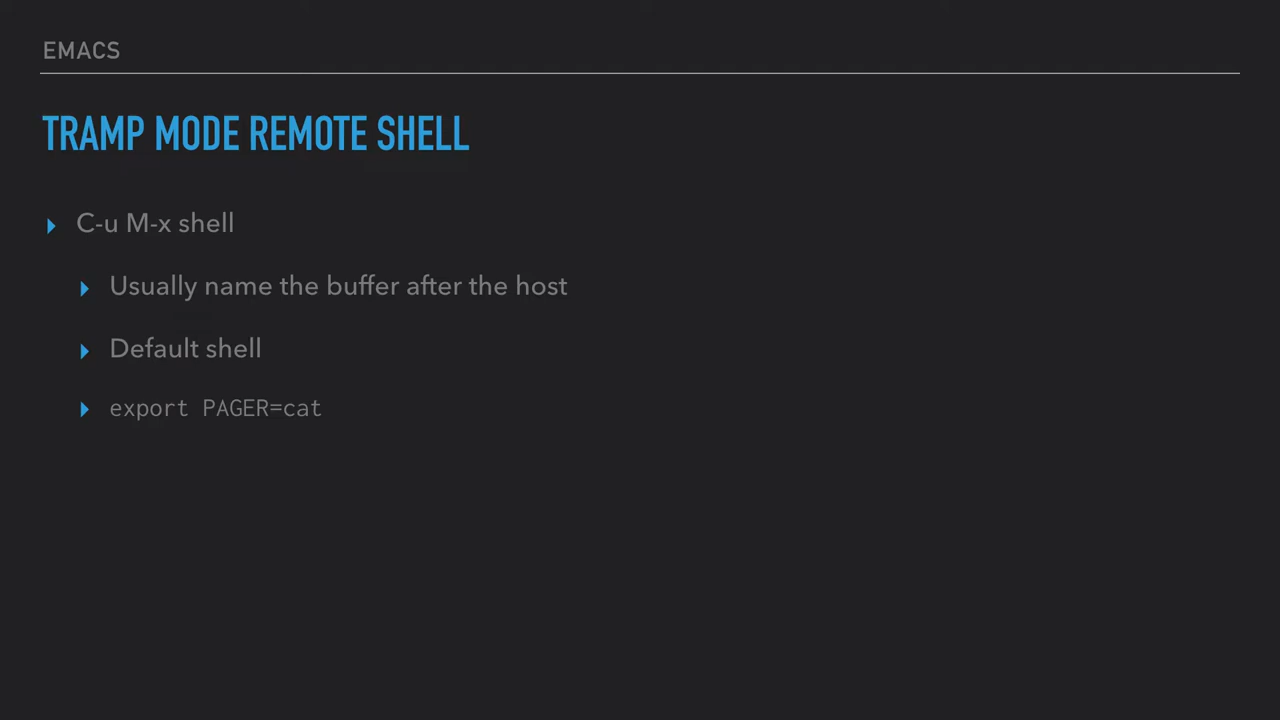 EMACS
TRAMP MODE REMOTE SHELL
C-u M-x shell
Usually name the buffer after the host
Default shell
export PAGER=cat